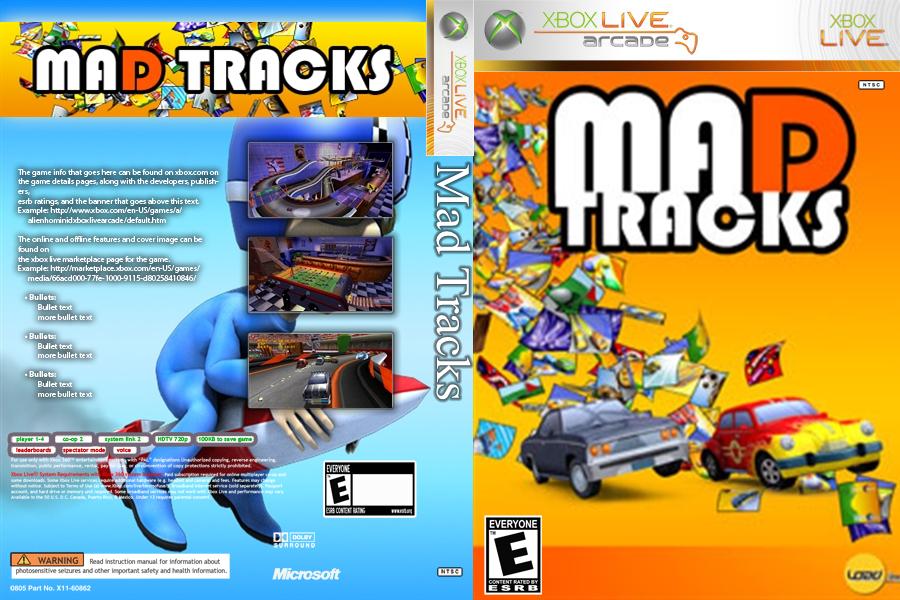 MAD TRACKS
The game info that goes here can be found on xbox.com on
the game details pages, along with the developers, publish-
ers,
esrb ratings, and the banner that goes above this text.
Example: http://www.xbox.com/en-US/games/a/
alienhominidxboxlivearcade/default.htm
The online and offline features and cover image can be
found on
the xbox live marketplace page for the game.
Example: http://marketplace.xbox.com/en-US/games/
media/66acd000-77fe-1000-9115-d80258410846/
• Bullets:
Bullet text
more bullet text
• Bullets:
Bullet text
more bullet text
• Bullets:
Bullet text
more bullet text
player 1-4 co-op 2 system link 2 HDTV 720p 100KB to save game
leaderboards spectator mode voice
EVERYONE
E
ESRB CONTENT RATING www.esrb.org
DOLBY
SURROUND
WARNING Read instruction manual for information about
photosensitive seizures and other important safety and health information.
Microsoft
0805 Part No. X11-60862
XBOX LIVE
arcade
Mad Tracks
NTSC
XBOX LIVE
arcade
XBOX
LIVE
NTSC
MAD
TRACKS
EVERYONE
E
CONTENT RATED BY
ESRB
LOAD